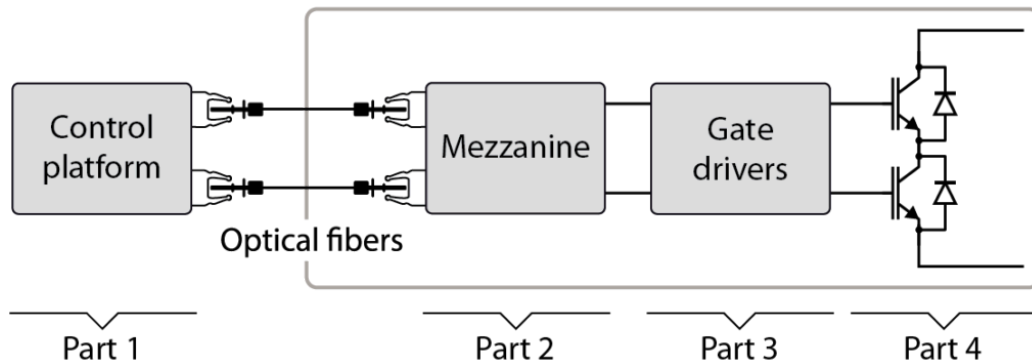 Control
platform
Mezzanine
Gate
drivers
Optical fibers
Part 1
Part 2
Part 3
Part 4